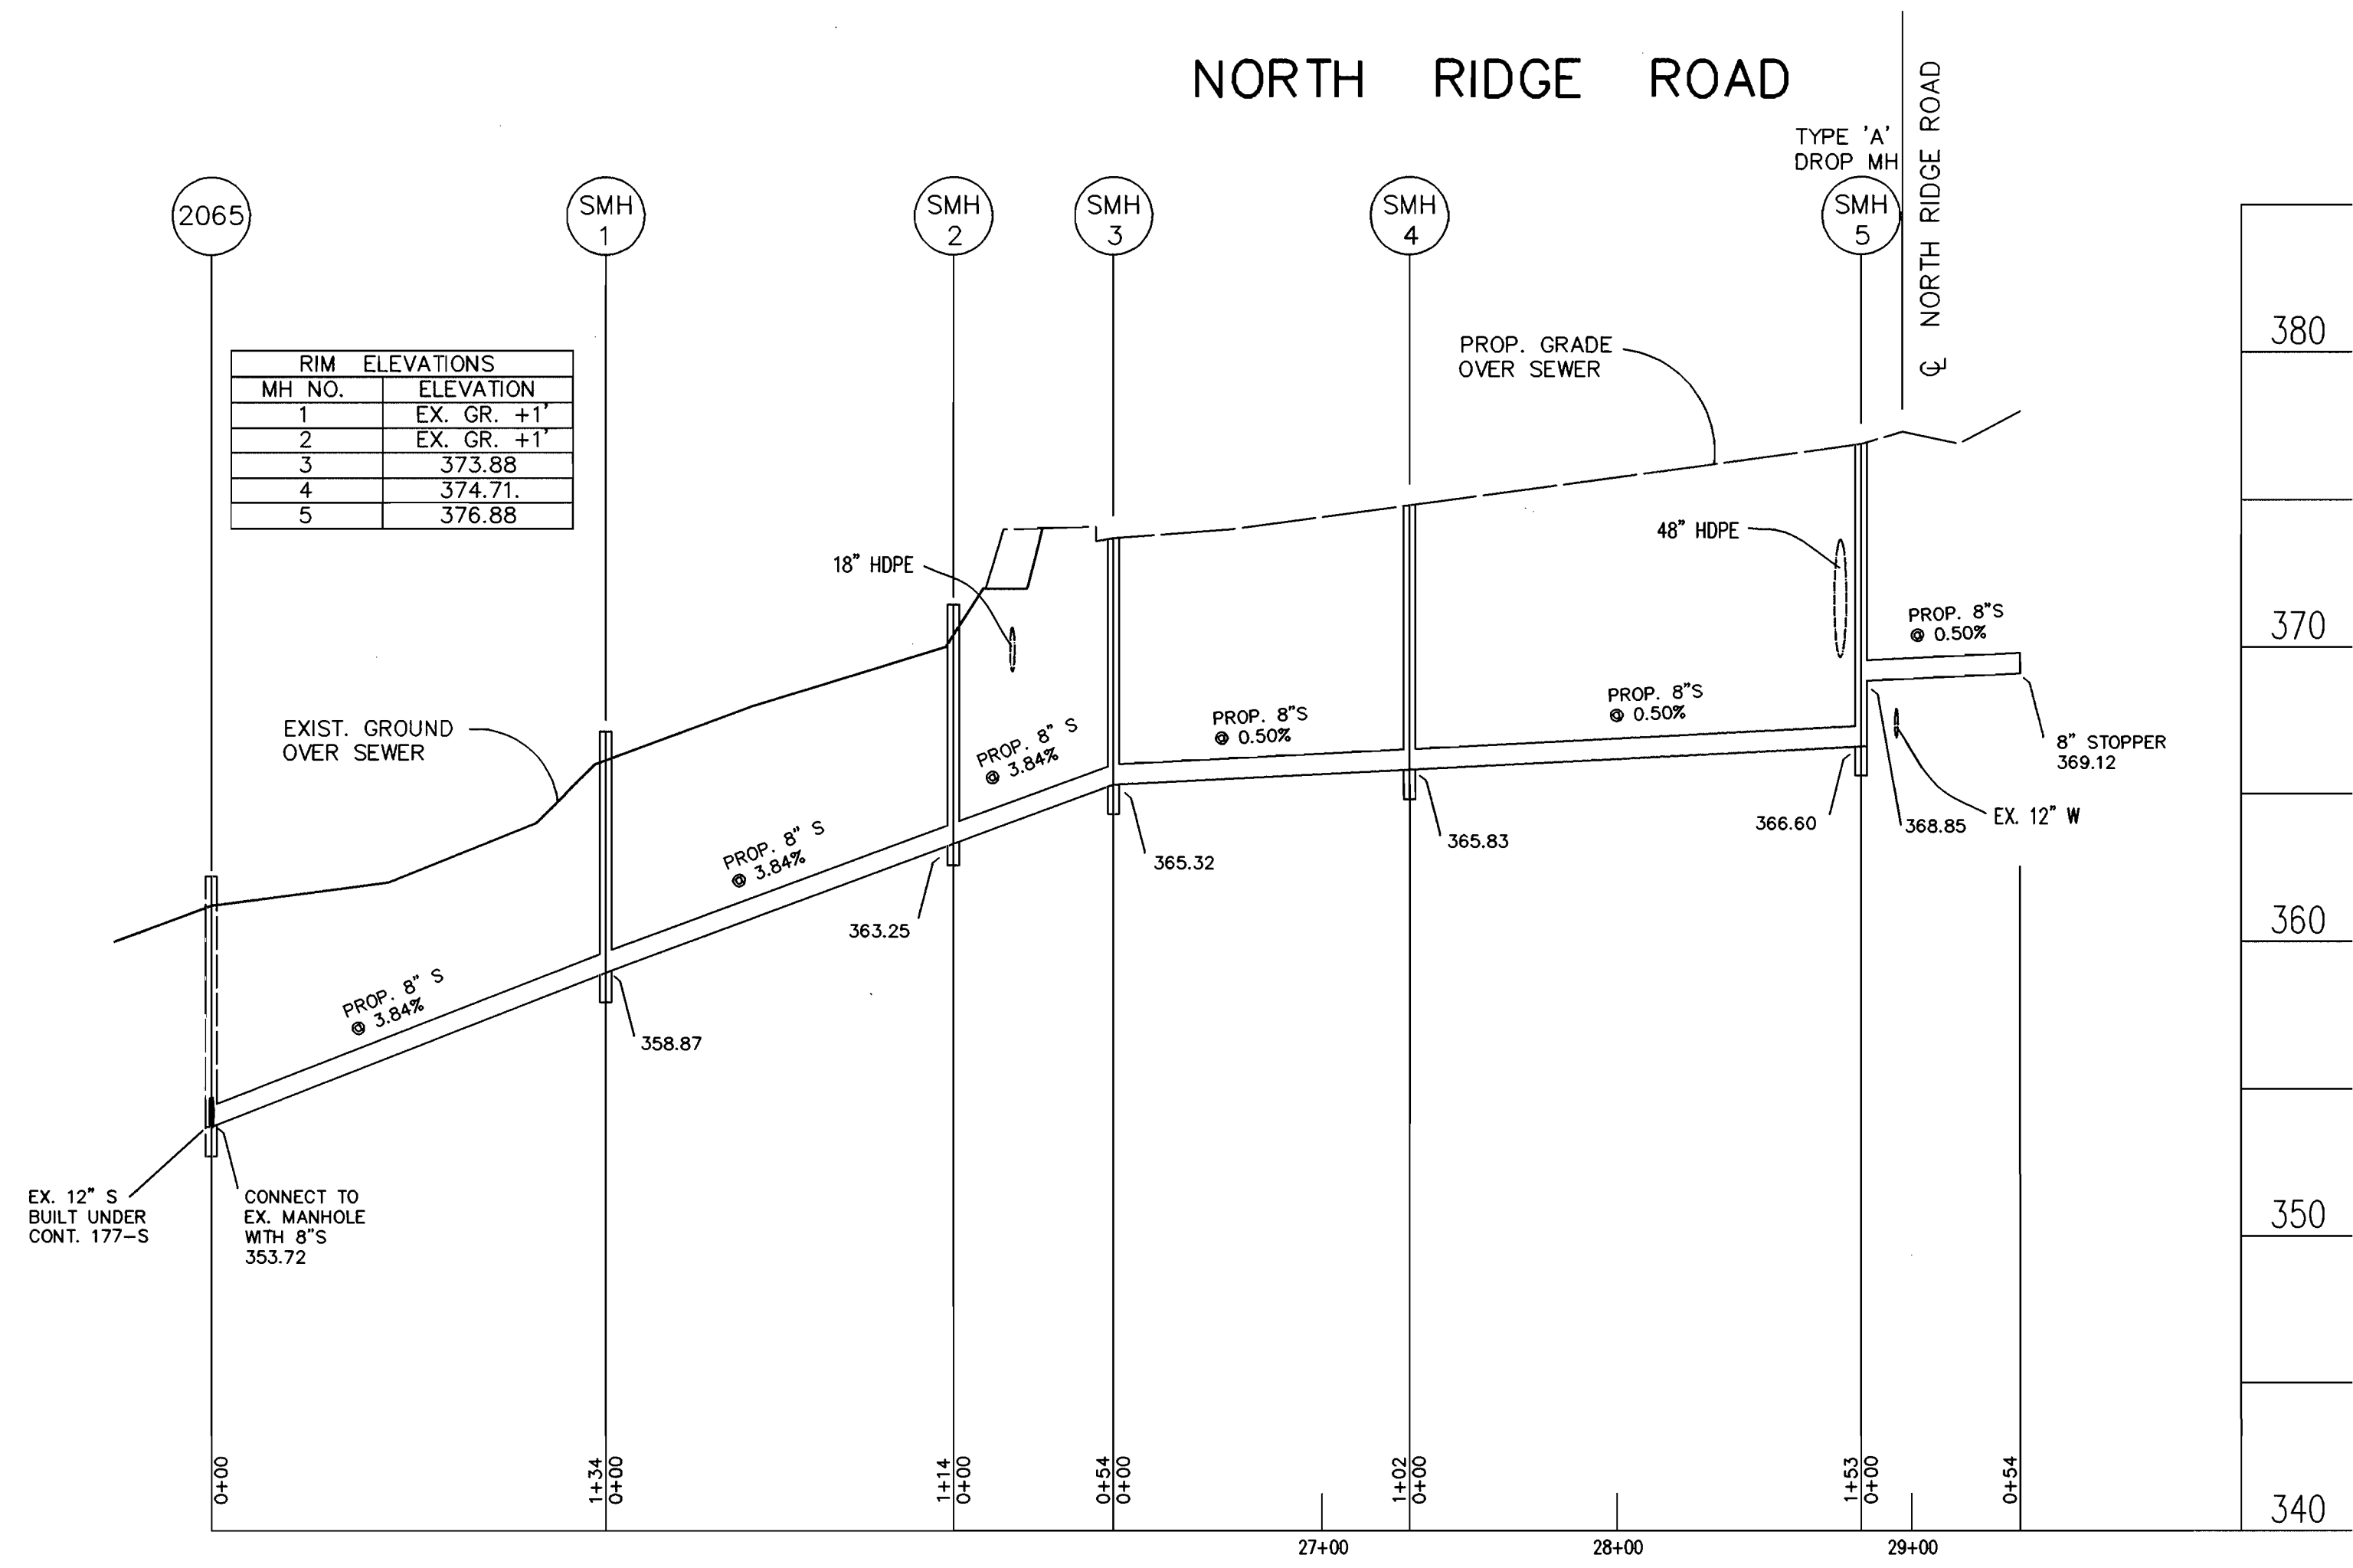 NORTH RIDGE ROAD
TYPE 'A'
DROP MH
℄ NORTH RIDGE ROAD
2065
SMH
1
SMH
2
SMH
3
SMH
4
SMH
5
RIM ELEVATIONS
MH NO. ELEVATION
1 EX. GR. +1'
2 EX. GR. +1'
3 373.88
4 374.71.
5 376.88
PROP. GRADE
OVER SEWER
380
370
360
350
340
18" HDPE
48" HDPE
EXIST. GROUND
OVER SEWER
PROP. 8" S
@ 3.84%
PROP. 8" S
@ 3.84%
PROP. 8" S
@ 3.84%
PROP. 8"S
@ 0.50%
PROP. 8"S
@ 0.50%
PROP. 8"S
@ 0.50%
8" STOPPER
369.12
EX. 12" W
368.85
366.60
365.83
365.32
363.25
358.87
EX. 12" S
BUILT UNDER
CONT. 177-S
CONNECT TO
EX. MANHOLE
WITH 8"S
353.72
0+00
1+34
0+00
1+14
0+00
0+54
0+00
1+02
0+00
1+53
0+00
0+54
27+00
28+00
29+00